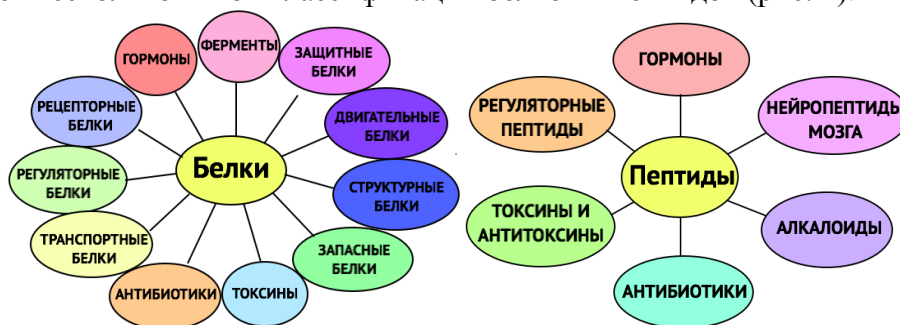 ФЕРМЕНТЫ
ГОРМОНЫ
ЗАЩИТНЫЕ
БЕЛКИ
РЕЦЕПТОРНЫЕ
БЕЛКИ
ДВИГАТЕЛЬНЫЕ
БЕЛКИ
Белки
РЕГУЛЯТОРНЫЕ
БЕЛКИ
СТРУКТУРНЫЕ
БЕЛКИ
ТРАНСПОРТНЫЕ
БЕЛКИ
ЗАПАСНЫЕ
БЕЛКИ
АНТИБИОТИКИ
ТОКСИНЫ
ГОРМОНЫ
РЕГУЛЯТОРНЫЕ
ПЕПТИДЫ
НЕЙРОПЕПТИДЫ
МОЗГА
Пептиды
ТОКСИНЫ И
АНТИТОКСИНЫ
АЛКАЛОИДЫ
АНТИБИОТИКИ